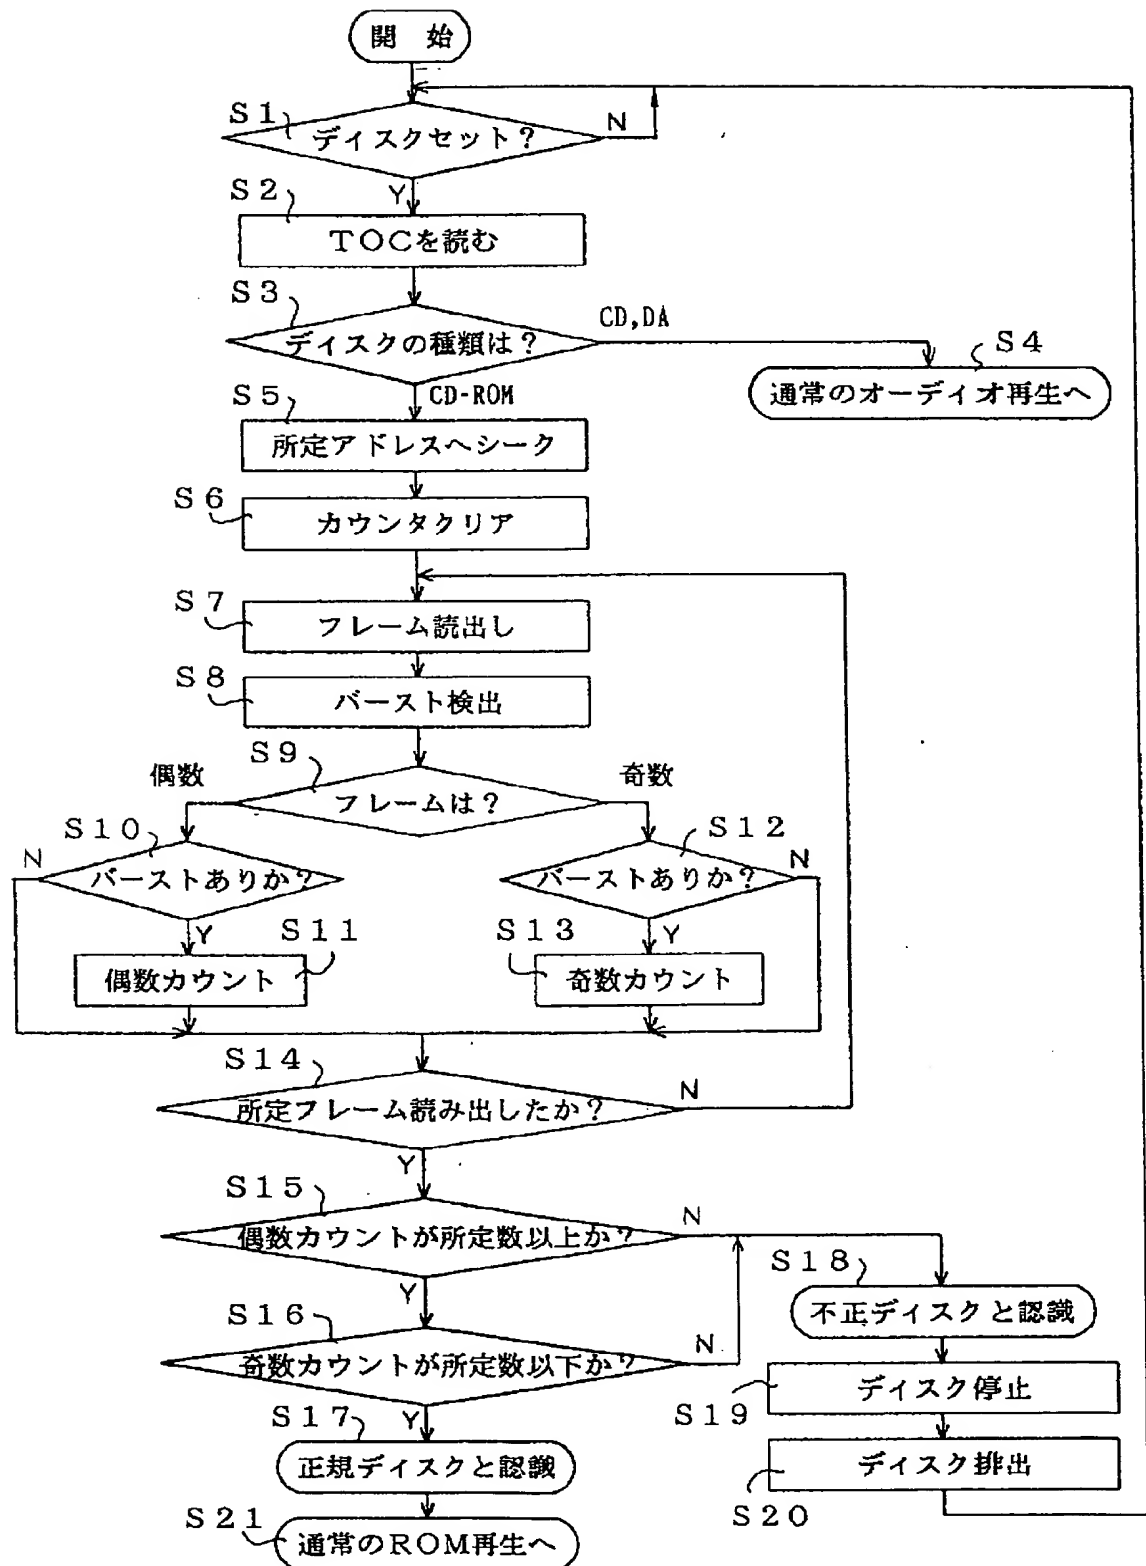 開 始
S1
ディスクセット?
N
Y
S2
TOCを読む
S3
ディスクの種類は?
CD,DA
S4
通常のオーディオ再生へ
CD-ROM
S5
所定アドレスへシーク
S6
カウンタクリア
S7
フレーム読出し
S8
バースト検出
S9
偶数
フレームは?
奇数
S10
N
バーストありか?
S12
N
バーストありか?
Y
S11
偶数カウント
Y
S13
奇数カウント
S14
所定フレーム読み出したか?
N
Y
S15
偶数カウントが所定数以上か?
N
Y
S18
不正ディスクと認識
S16
奇数カウントが所定数以下か?
N
Y
S19
ディスク停止
S17
正規ディスクと認識
S20
ディスク排出
S21
通常のROM再生へ